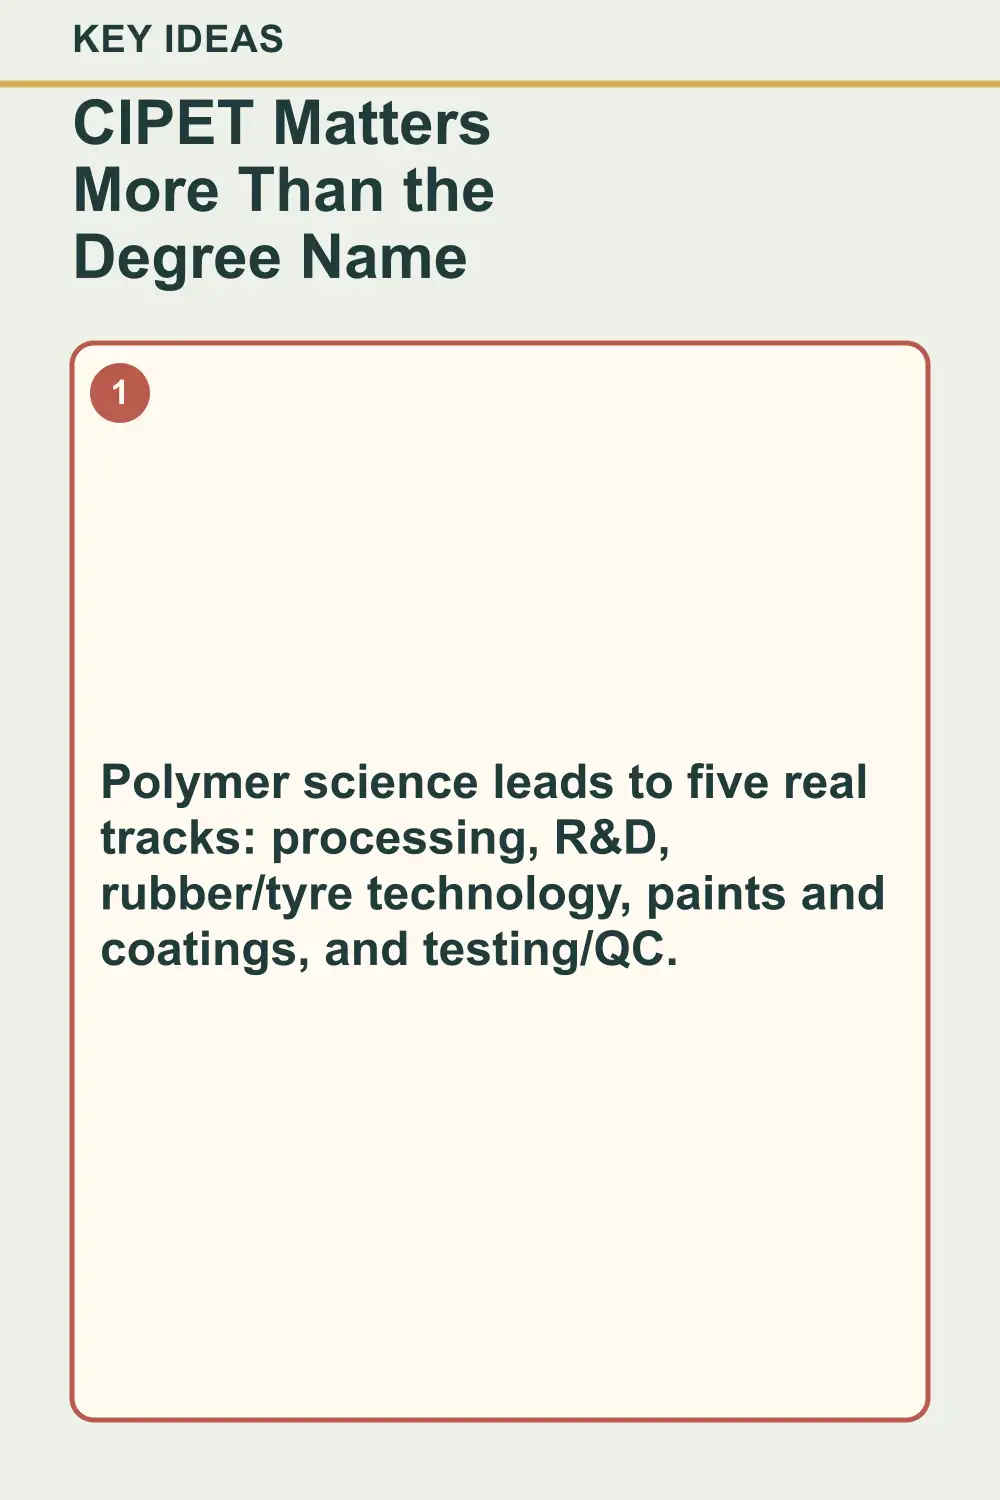 KEY IDEAS
CIPET Matters
More Than the
Degree Name
1
Polymer science leads to five real
tracks: processing, R&D,
rubber/tyre technology, paints and
coatings, and testing/QC.